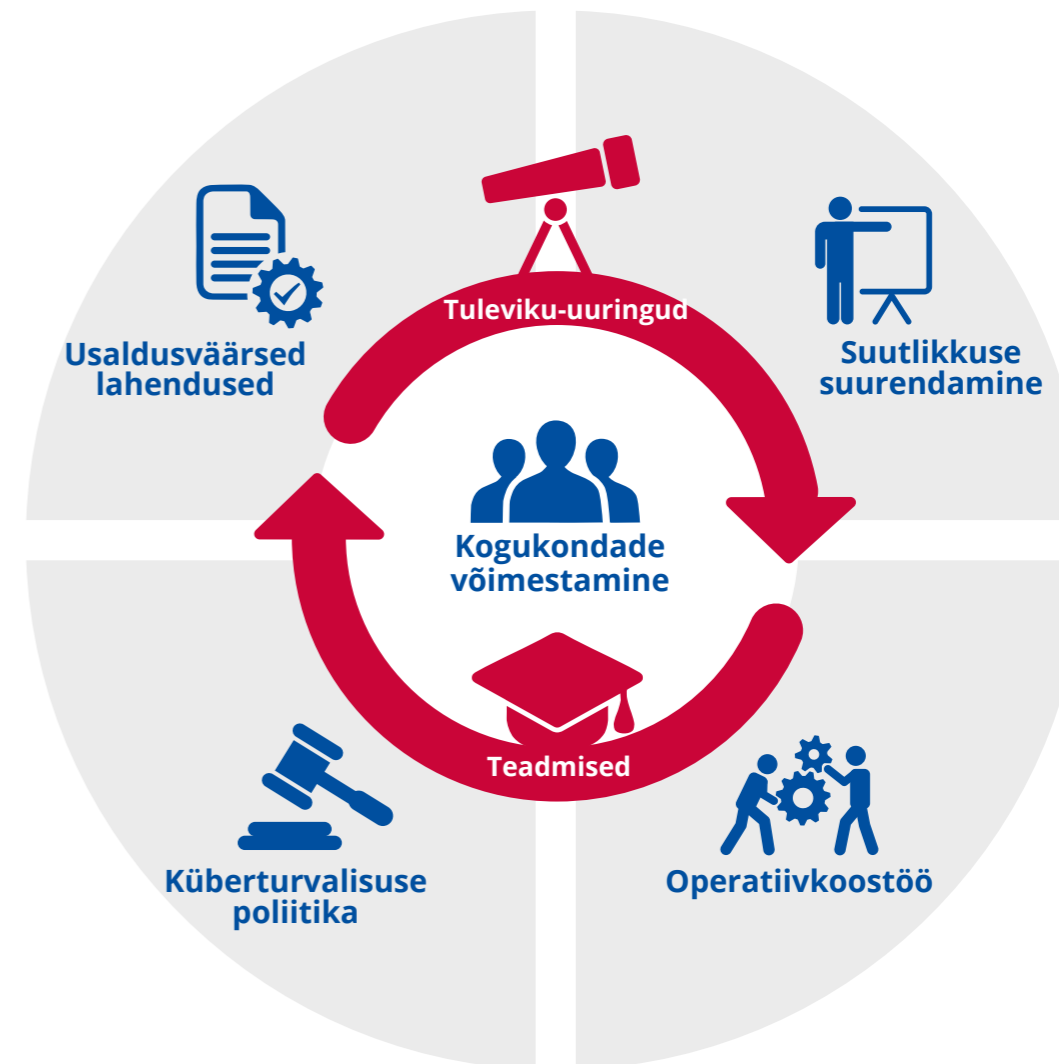 Tuleviku-uuringud
Usaldusväärsed
lahendused
Suutlikkuse
suurendamine
Kogukondade
võimestamine
Teadmised
Küberturvalisuse
poliitika
Operatiivkoostöö